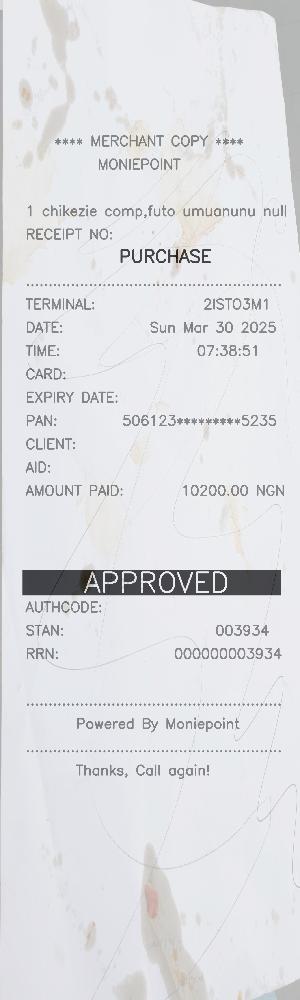 **** MERCHANT COPY ****
MONIEPOINT
1 chikezie comp,futo umuanunu null
RECEIPT NO:
PURCHASE
TERMINAL: 2ISTO3M1
DATE: Sun Mar 30 2025
TIME: 07:38:51
CARD:
EXPIRY DATE:
PAN: 506123*********5235
CLIENT:
AID:
AMOUNT PAID: 10200.00 NGN
APPROVED
AUTHCODE:
STAN: 003934
RRN: 000000003934
Powered By Moniepoint
Thanks, Call again!